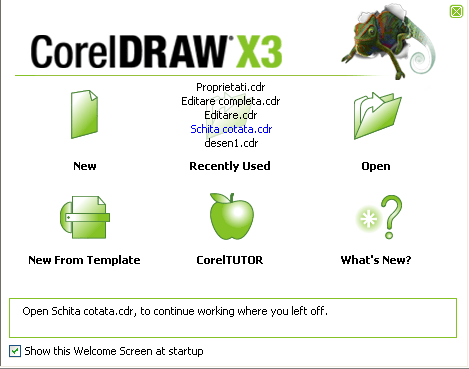 CorelDRAW® X3
Proprietati.cdr
Editare completa.cdr
Editare.cdr
Schita cotata.cdr
desen1.cdr
New
Recently Used
Open
New From Template
CorelTUTOR
What's New?
Open Schita cotata.cdr, to continue working where you left off.
Show this Welcome Screen at startup